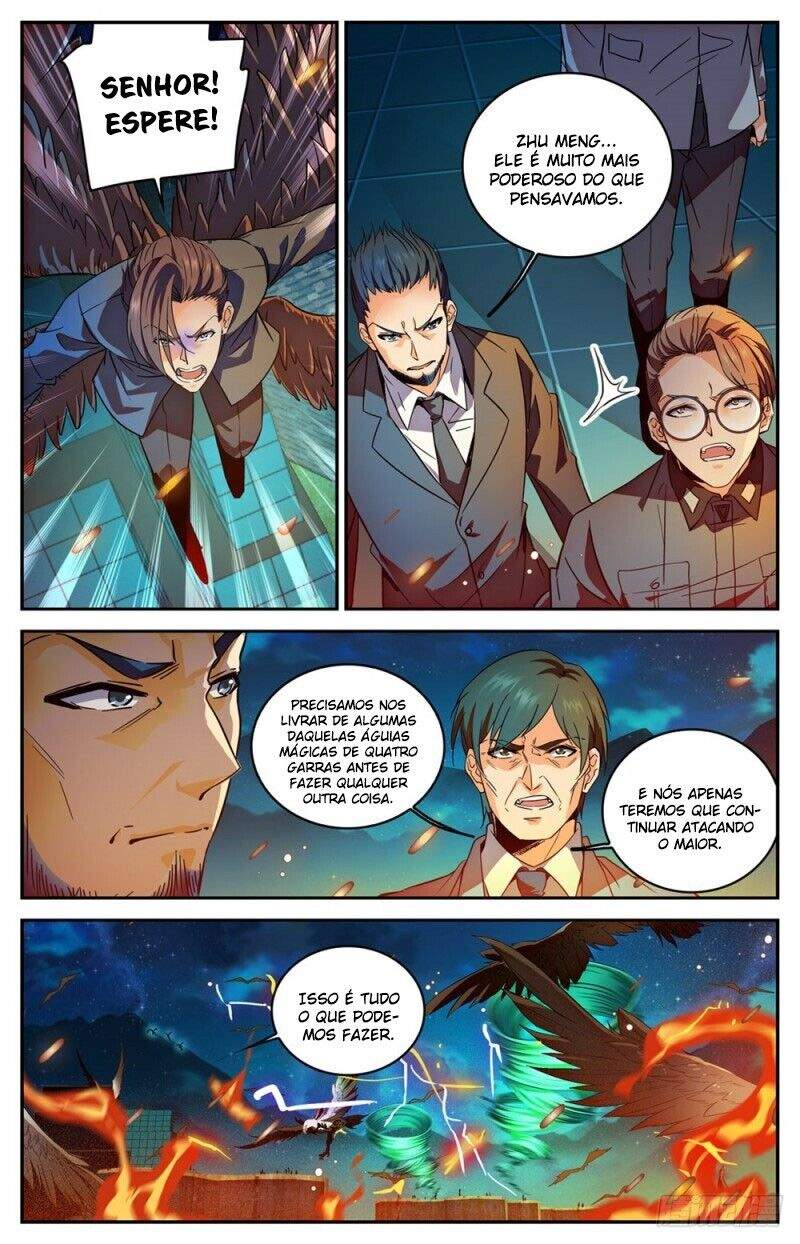 SENHOR!
ESPERE!
ZHU MENG...
ELE É MUITO MAIS
PODEROSO DO QUE
PENSAVAMOS.
PRECISAMOS NOS
LIVRAR DE ALGUMAS
DAQUELAS ÁGUIAS
MÁGICAS DE QUATRO
GARRAS ANTES DE
FAZER QUALQUER
OUTRA COISA.
E NÓS APENAS
TEREMOS QUE CON-
TINUAR ATACANDO
O MAIOR.
ISSO É TUDO
O QUE PODE-
MOS FAZER.